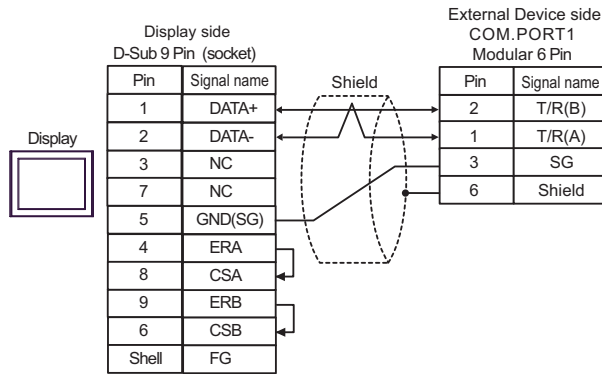 Display side
D-Sub 9 Pin (socket)
Pin Signal name
1 DATA+
2 DATA-
3 NC
7 NC
5 GND(SG)
4 ERA
8 CSA
9 ERB
6 CSB
Shell FG
Display
Shield
External Device side
COM.PORT1
Modular 6 Pin
Pin Signal name
2 T/R(B)
1 T/R(A)
3 SG
6 Shield